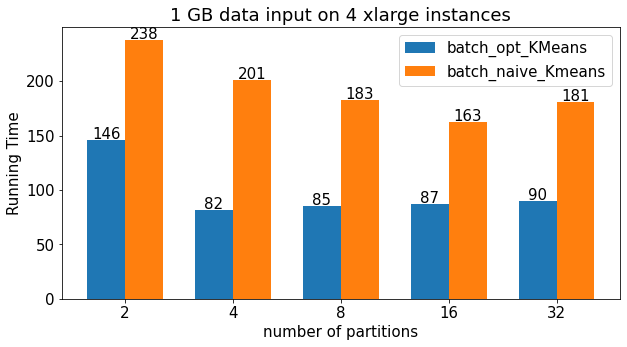 1 GB data input on 4 xlarge instances
batch_opt_KMeans
batch_naive_Kmeans
Running Time
200
150
100
50
0
146
238
82
201
85
183
87
163
90
181
2 4 8 16 32
number of partitions